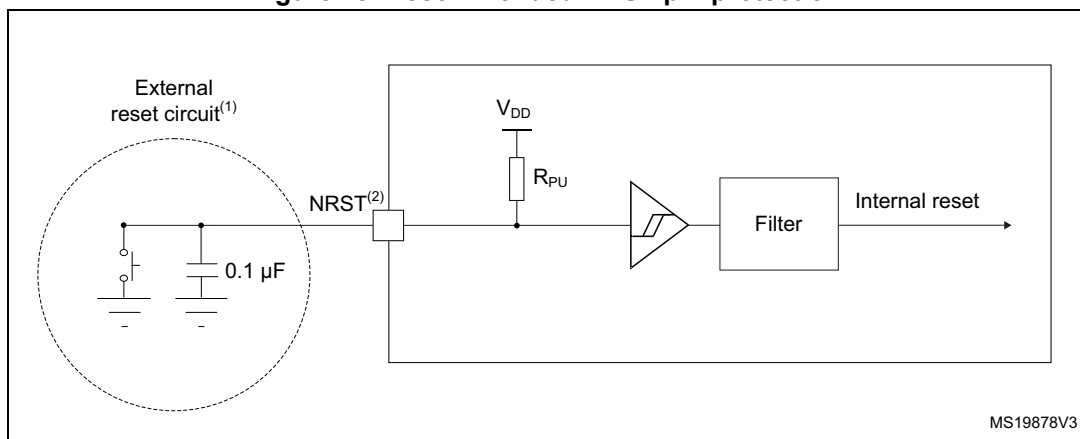 External
reset circuit(1)
VDD
RPU
NRST(2)
Filter
Internal reset
0.1 µF
MS19878V3